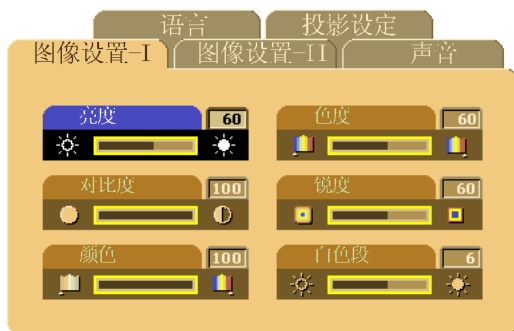 语言 投影设定
图像设置-I 图像设置-II 声音
亮度 60 色度 60
对比度 100 锐度 60
颜色 100 白色段 6